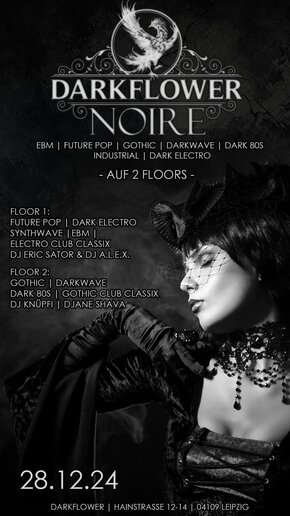 DARKFLOWER
NOIRE
EBM | FUTURE POP | GOTHIC | DARKWAVE | DARK 80S
INDUSTRIAL | DARK ELECTRO
- AUF 2 FLOORS -
FLOOR 1:
FUTURE POP | DARK ELECTRO
SYNTHWAVE |EBM |
ELECTRO CLUB CLASSIX
DJ ERIC SATOR & DJ A.L.E.X.
FLOOR 2:
GOTHIC | DARKWAVE
DARK 80S | GOTHIC CLUB CLASSIX
DJ KNÜPFI | DJANE SHAVA
28.12.24
DARKFLOWER | HAINSTRASSE 12-14 | 04109 LEIPZIG